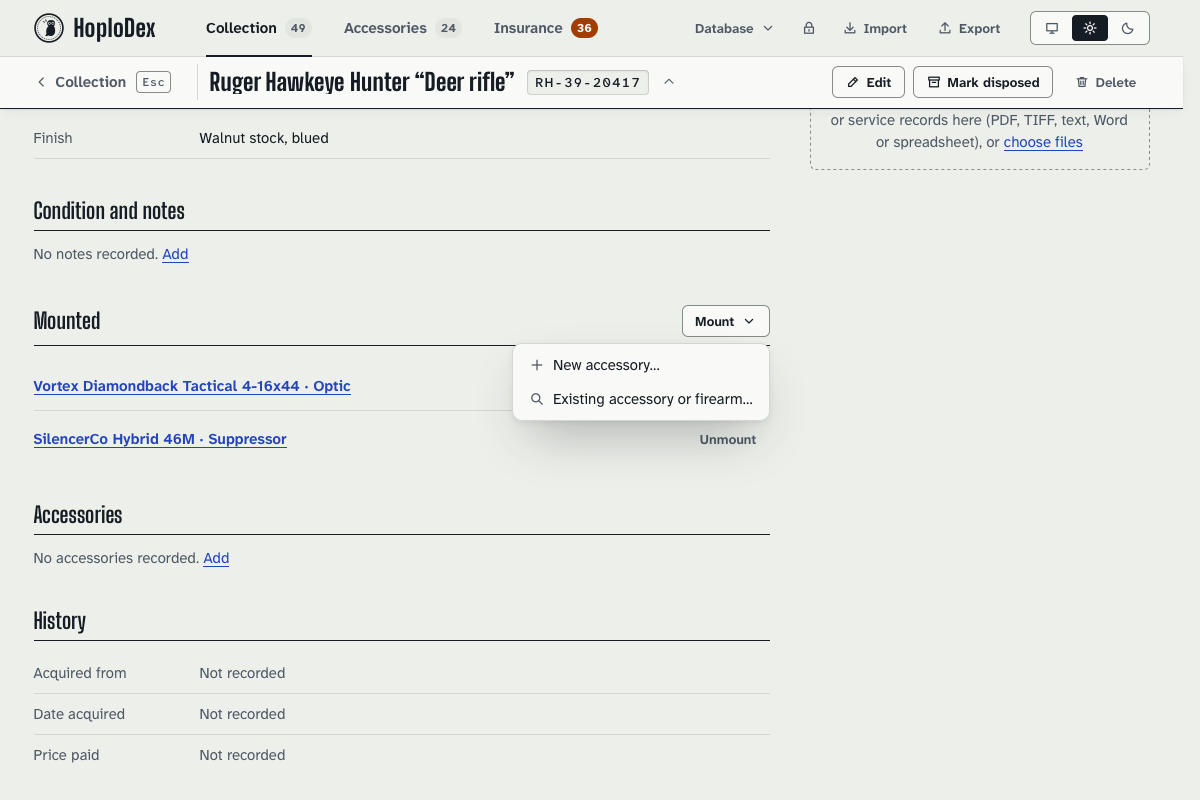 HoploDex
Collection 49
Accessories 24
Insurance 36
Database
Import
Export
Collection Esc
Ruger Hawkeye Hunter “Deer rifle”
RH-39-20417
Edit
Mark disposed
Delete
or service records here (PDF, TIFF, text, Word
or spreadsheet), or choose files
Finish Walnut stock, blued
Condition and notes
No notes recorded. Add
Mounted
Mount
New accessory...
Existing accessory or firearm...
Vortex Diamondback Tactical 4-16x44 · Optic
SilencerCo Hybrid 46M · Suppressor
Unmount
Accessories
No accessories recorded. Add
History
Acquired from Not recorded
Date acquired Not recorded
Price paid Not recorded